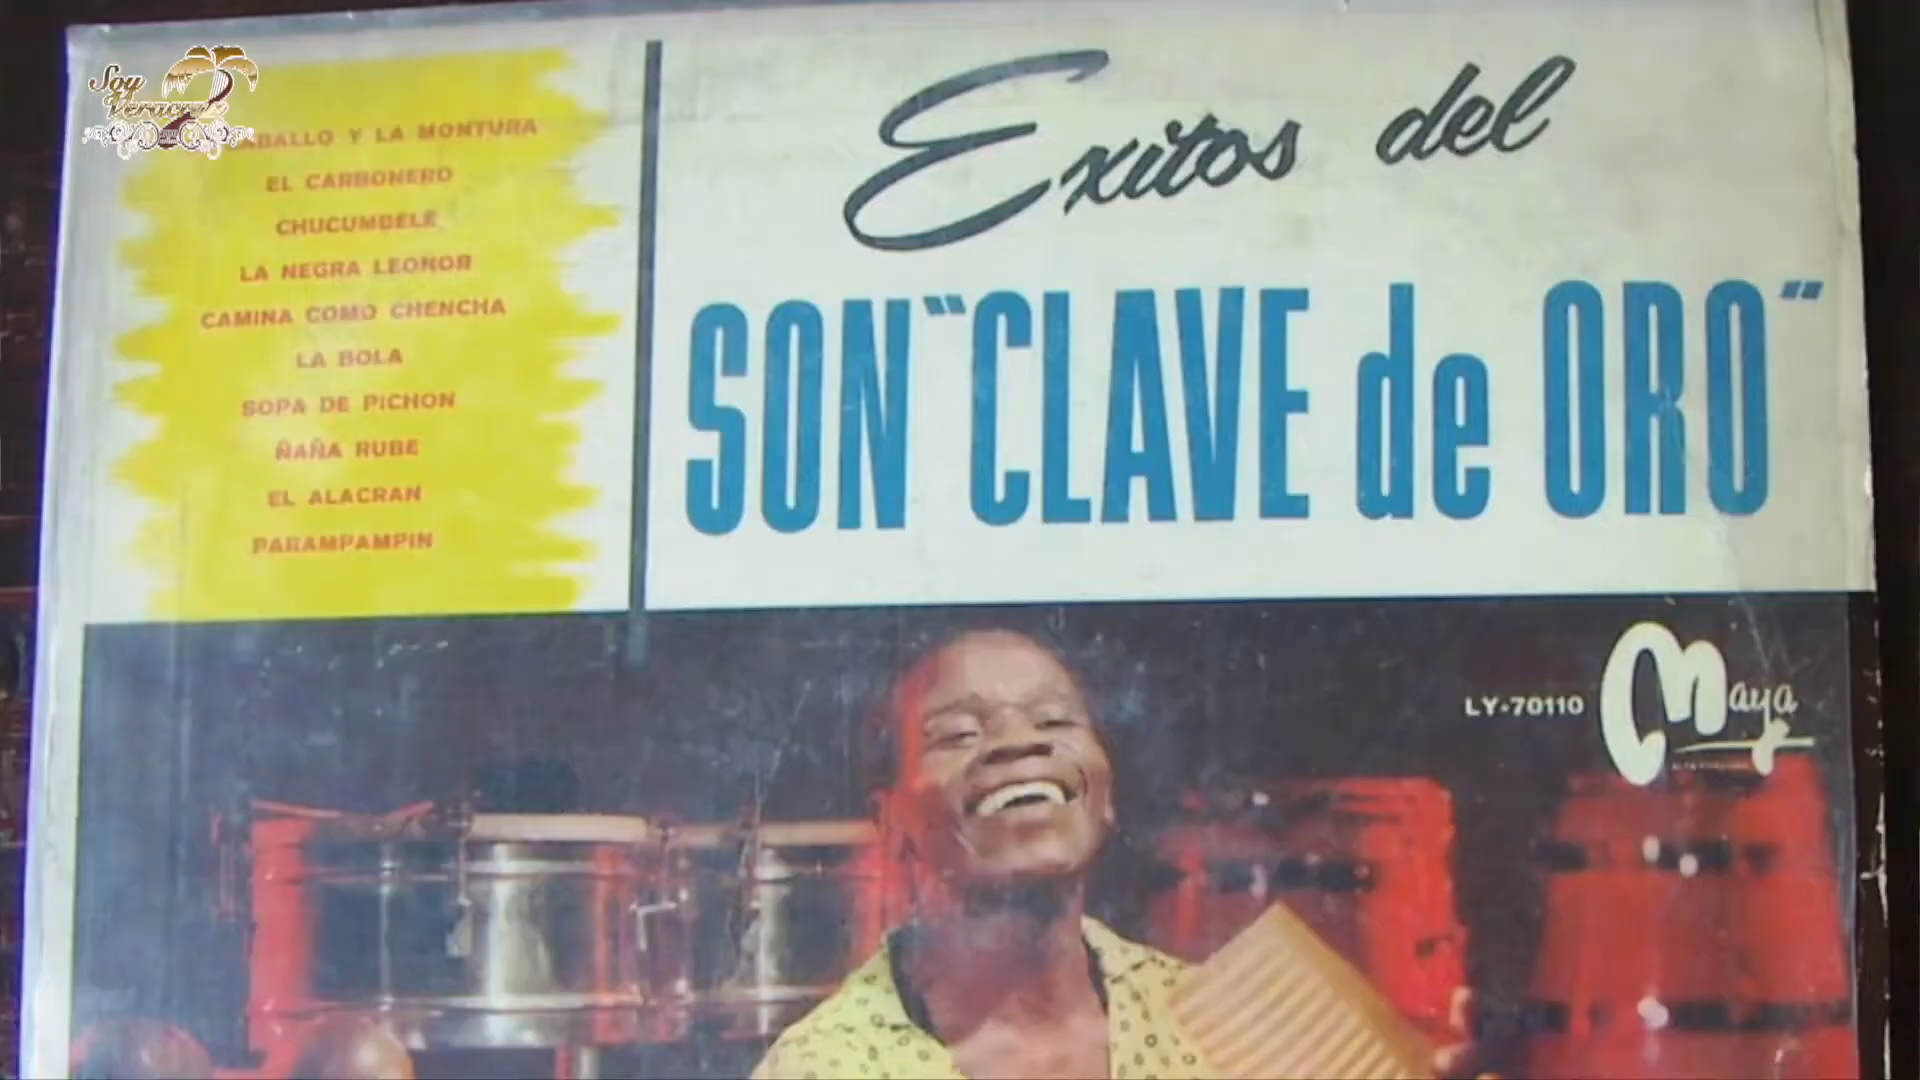 Soy
Veracruz
CABALLO Y LA MONTURA
EL CARBONERO
CHUCUMBELE
LA NEGRA LEONOR
CAMINA COMO CHENCHA
LA BOLA
SOPA DE PICHON
ÑAÑA RUBE
EL ALACRAN
PARAMPAMPIN
Exitos del
SON "CLAVE de ORO"
LY-70110 Maya